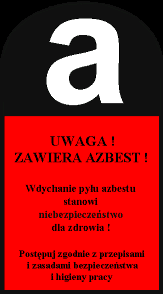 a
UWAGA !
ZAWIERA AZBEST !
Wdychanie pyłu azbestu
stanowi
niebezpieczeństwo
dla zdrowia !
Postępuj zgodnie z przepisami
i zasadami bezpieczeństwa
i higieny pracy